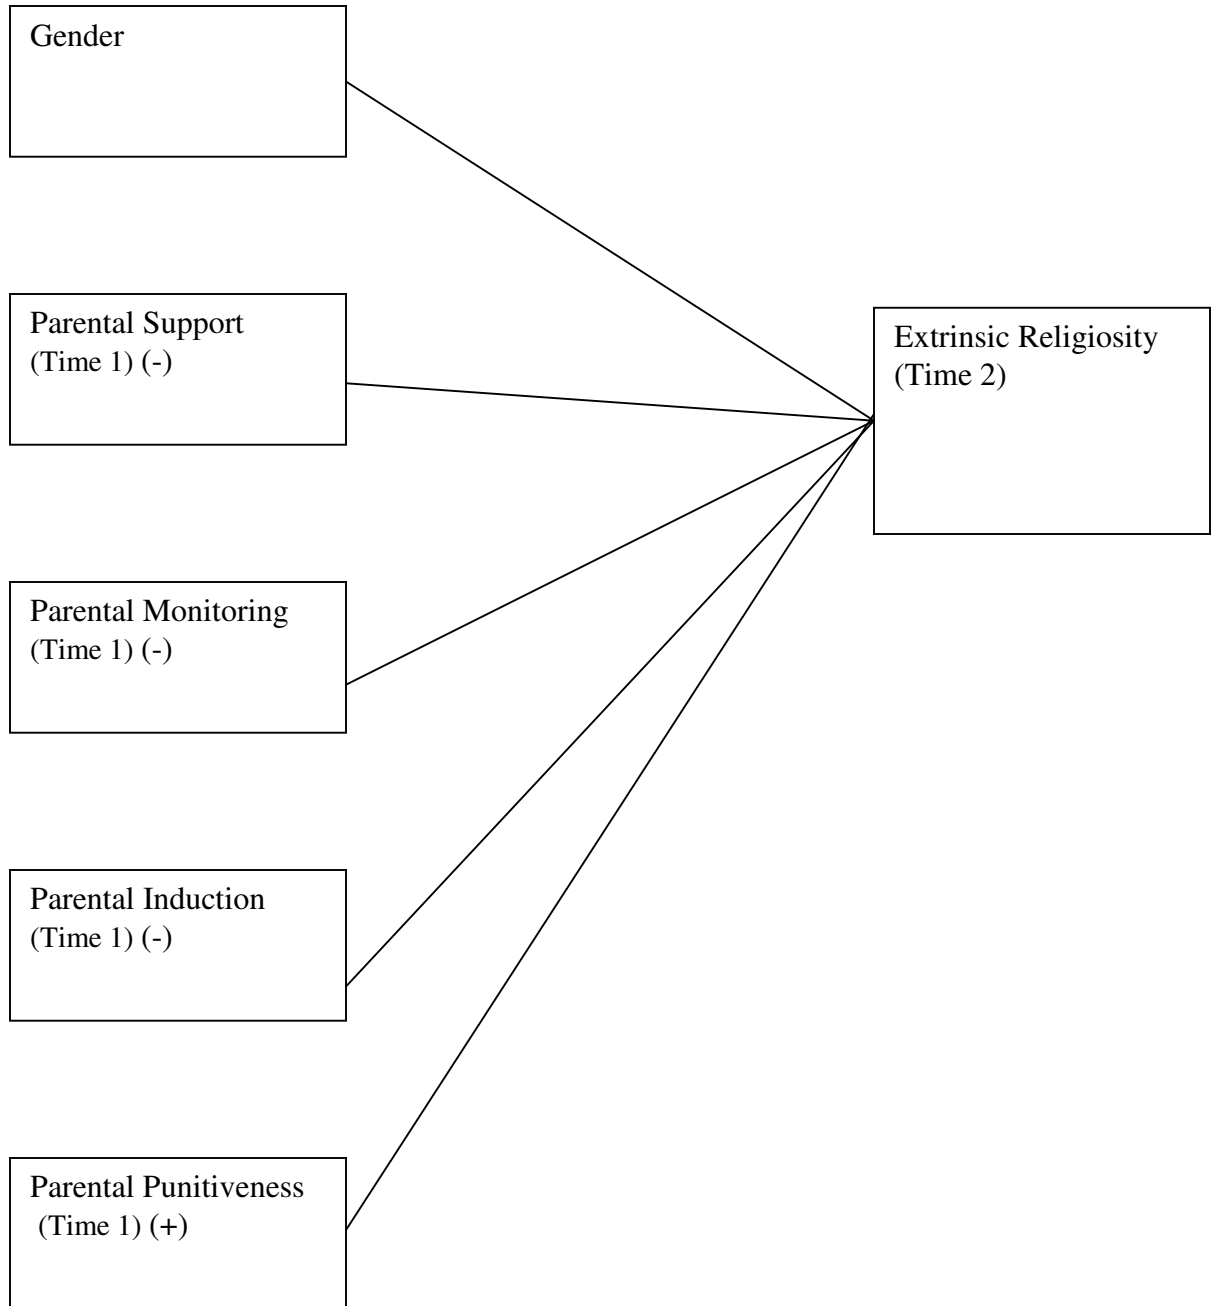 Gender
Parental Support
(Time 1) (-)
Extrinsic Religiosity
(Time 2)
Parental Monitoring
(Time 1) (-)
Parental Induction
(Time 1) (-)
Parental Punitiveness
(Time 1) (+)